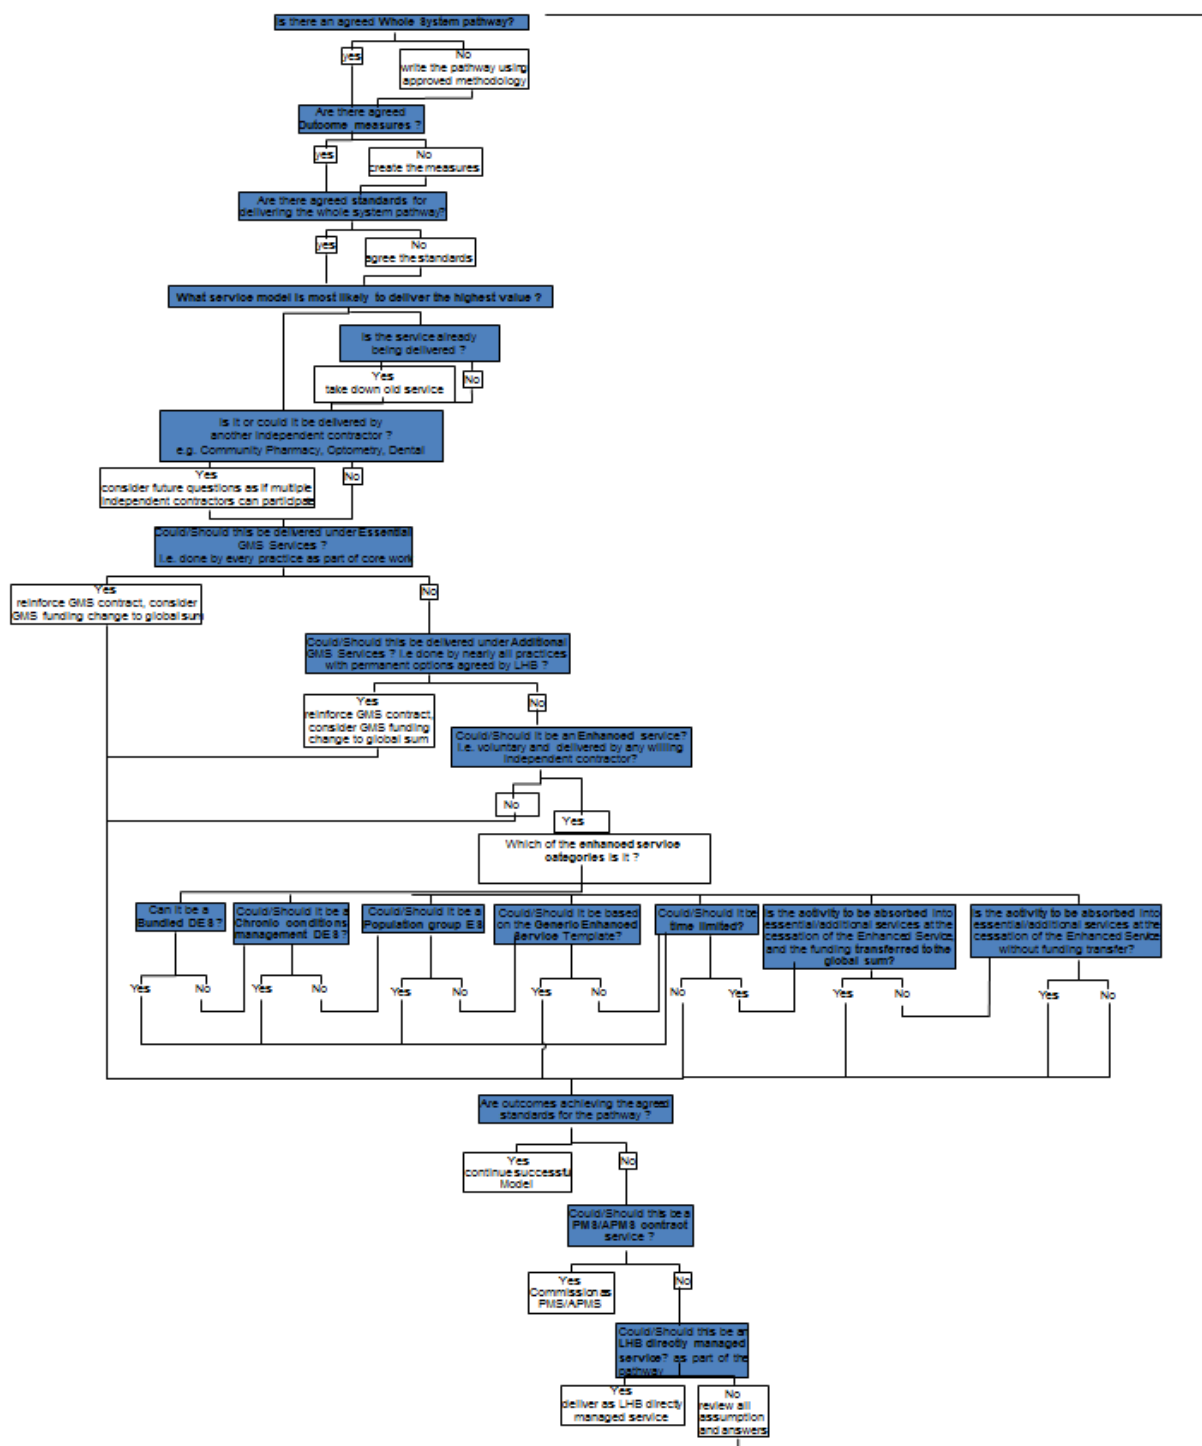 Is there an agreed Whole System pathway?
yes
No
write the pathway using
approved methodology
Are there agreed
Outcome measures ?
yes
No
create the measures
Are there agreed standards for
delivering the whole system pathway?
yes
No
agree the standards
What service model is most likely to deliver the highest value ?
Is the service already
being delivered ?
Yes
take down old service
No
Is it or could it be delivered by
another independent contractor ?
e.g. Community Pharmacy, Optometry, Dental
Yes
consider future questions as if multiple
independent contractors can participate
No
Could/Should this be delivered under Essential
GMS Services ?
i.e. done by every practice as part of core work
Yes
reinforce GMS contract, consider
GMS funding change to global sum
No
Could/Should this be delivered under Additional
GMS Services ? i.e done by nearly all practices
with permanent options agreed by LHB ?
Yes
reinforce GMS contract,
consider GMS funding
change to global sum
No
Could/Should it be an Enhanced service?
i.e. voluntary and delivered by any willing
independent contractor?
No
Yes
Which of the enhanced service
categories is it ?
Can it be a
Bundled DES?
Could/Should it be a
Chronic conditions
management DES?
Could/Should it be a
Population group ES
Could/Should it be based
on the Generic Enhanced
Service Template?
Could/Should it be
time limited?
Is the activity to be absorbed into
essential/additional services at the
cessation of the Enhanced Service,
and the funding transferred to the
global sum?
Is the activity to be absorbed into
essential/additional services at the
cessation of the Enhanced Service
without funding transfer?
Yes
No
Yes
No
Yes
No
Yes
No
No
Yes
Yes
No
Yes
No
Are outcomes achieving the agreed
standards for the pathway ?
Yes
continue successfu
Model
No
Could/Should this be a
PMS/APMS contract
service ?
Yes
Commission as
PMS/APMS
No
Could/Should this be an
LHB directly managed
service? as part of the
pathway
Yes
deliver as LHB directly
managed service
No
review all
assumption
and answers